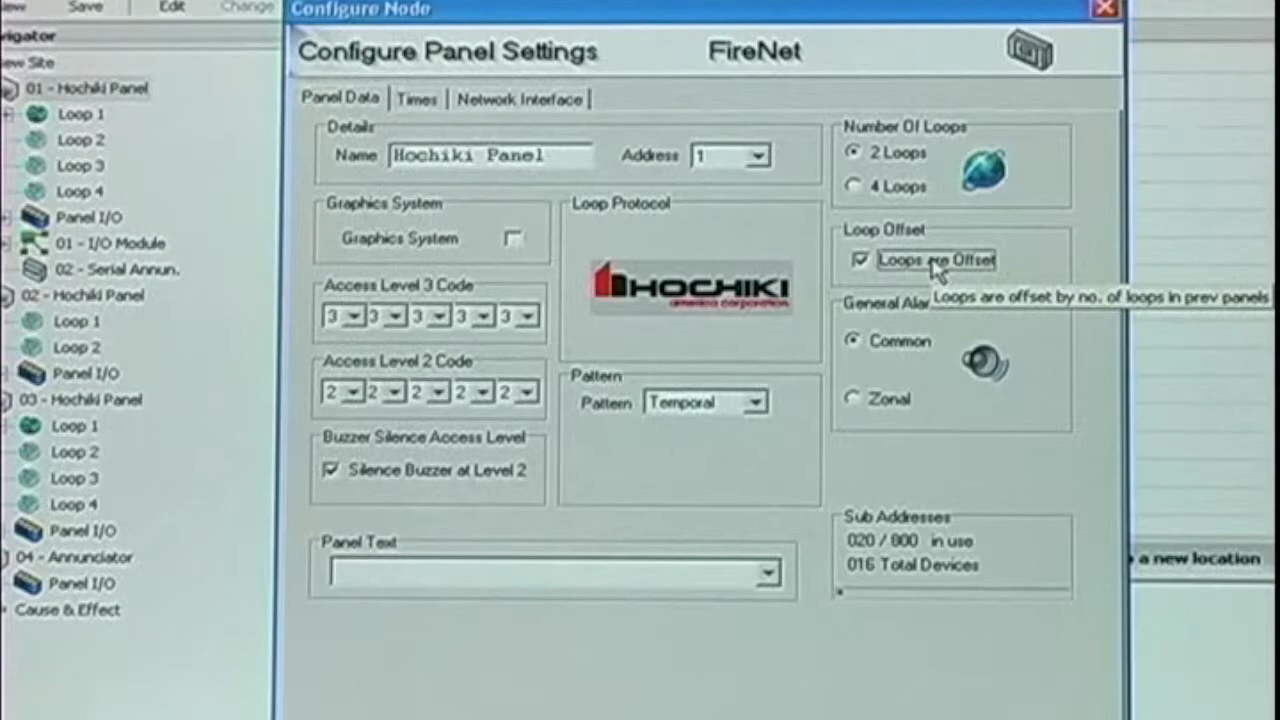 Save
Edit
Change
Configure Node
Configure Panel Settings
FireNet
01 - Hochiki Panel
Loop 1
Loop 2
Loop 3
Loop 4
Panel I/O
01 - I/O Module
02 - Serial Annun.
02 - Hochiki Panel
Loop 1
Loop 2
Panel I/O
03 - Hochiki Panel
Loop 1
Loop 2
Loop 3
Loop 4
Panel I/O
04 - Annunciator
Panel I/O
Cause & Effect
Panel Data
Times
Network Interface
Details
Name
Hochiki Panel
Address
1
Graphics System
Graphics System
Access Level 3 Code
3 3 3 3 3
Access Level 2 Code
2 2 2 2 2
Buzzer Silence Access Level
Silence Buzzer at Level 2
Loop Protocol
HOCHIKI
america corporation
Pattern
Pattern
Temporal
Panel Text
Number Of Loops
2 Loops
4 Loops
Loop Offset
Loops are Offset
Loops are offset by no. of loops in prev panels
General Alar
Common
Zonal
Sub Addresses
020 / 800 in use
016 Total Devices
a new location